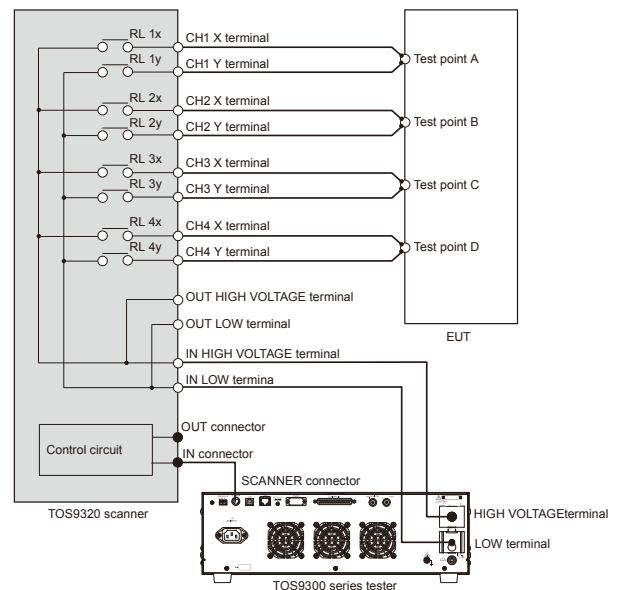 RL 1x
CH1 X terminal
RL 1y
CH1 Y terminal
Test point A
RL 2x
CH2 X terminal
RL 2y
CH2 Y terminal
Test point B
RL 3x
CH3 X terminal
RL 3y
CH3 Y terminal
Test point C
RL 4x
CH4 X terminal
RL 4y
CH4 Y terminal
Test point D
OUT HIGH VOLTAGE terminal
OUT LOW terminal
EUT
IN HIGH VOLTAGE terminal
IN LOW termina
OUT connector
Control circuit
IN connector
SCANNER connector
TOS9320 scanner
HIGH VOLTAGEterminal
LOW terminal
TOS9300 series tester